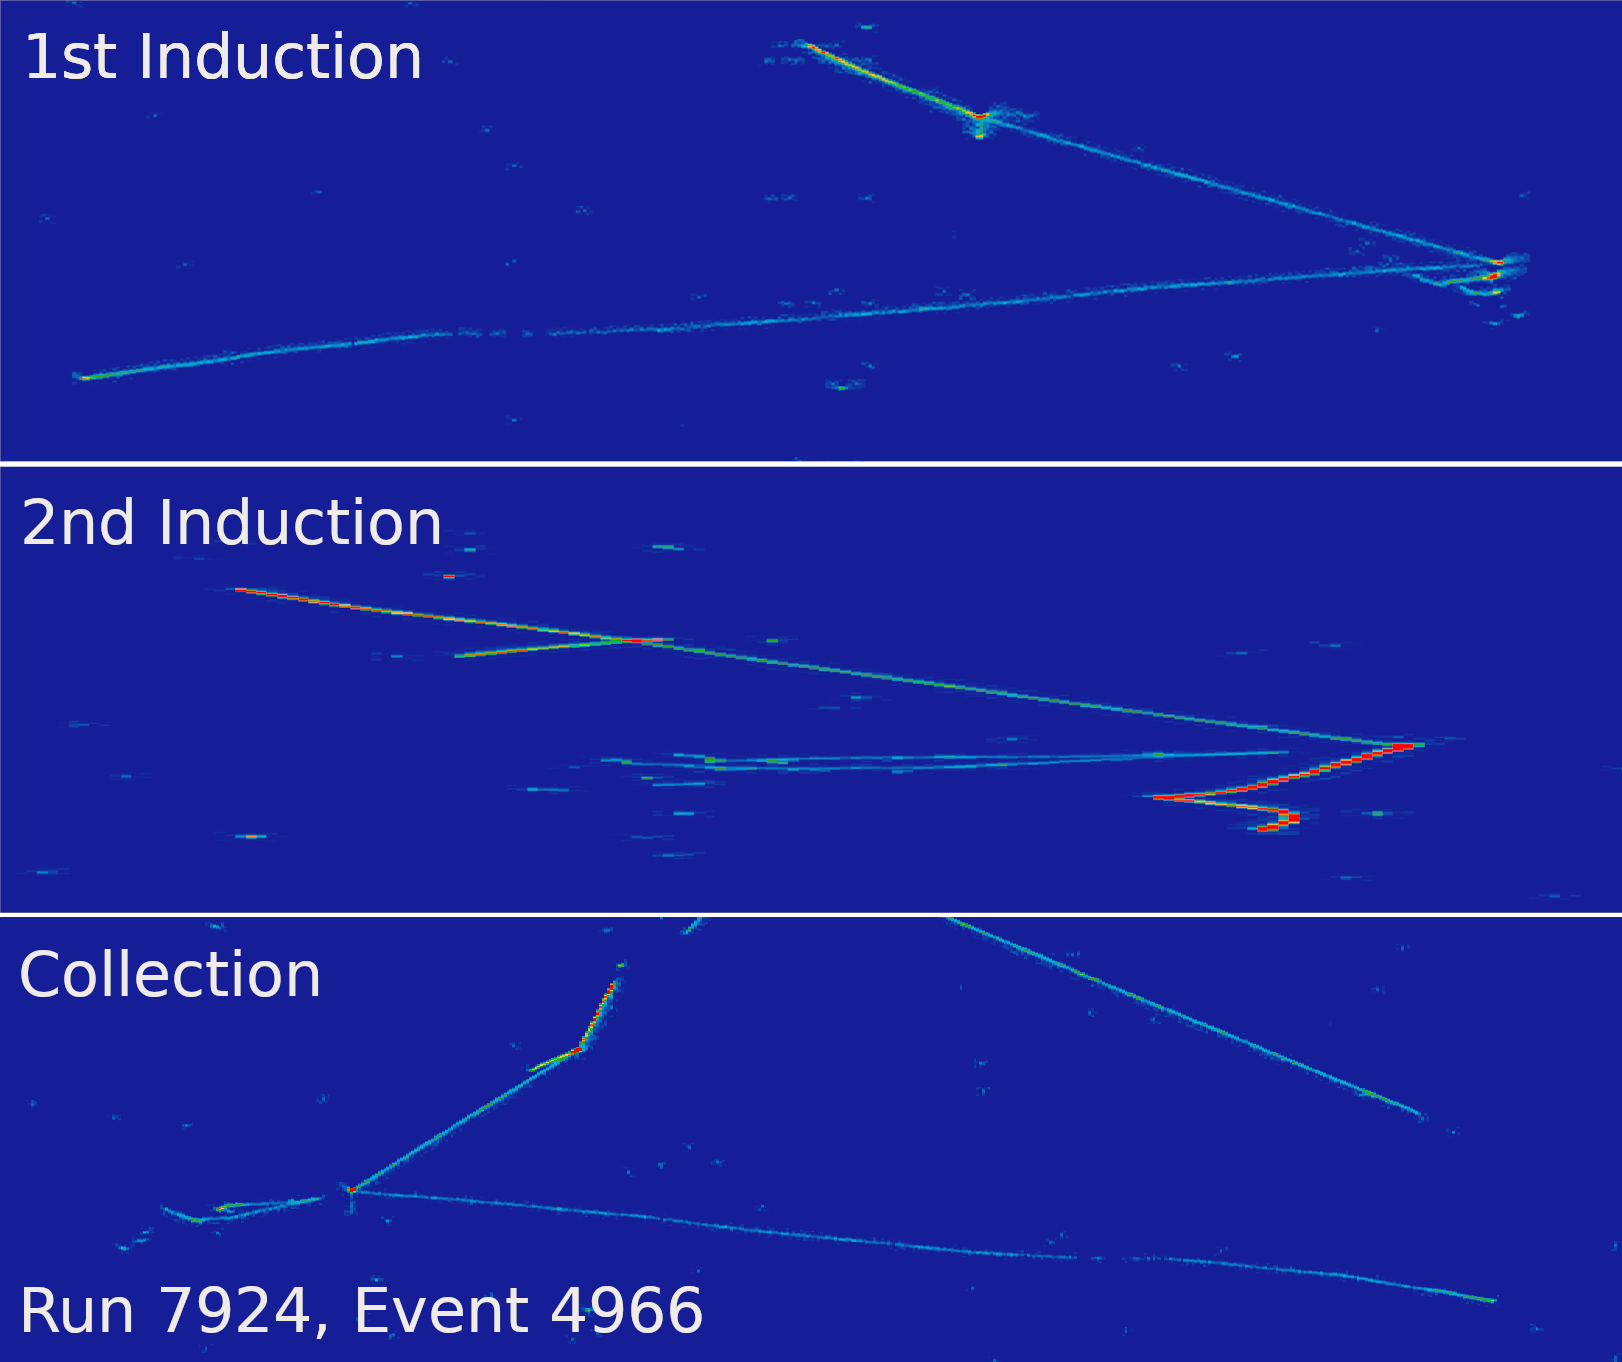 1st Induction
2nd Induction
Collection
Run 7924, Event 4966